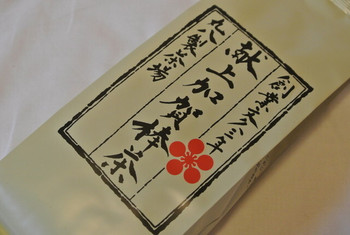 創業文久三年
献上加賀棒茶
丸八製茶場